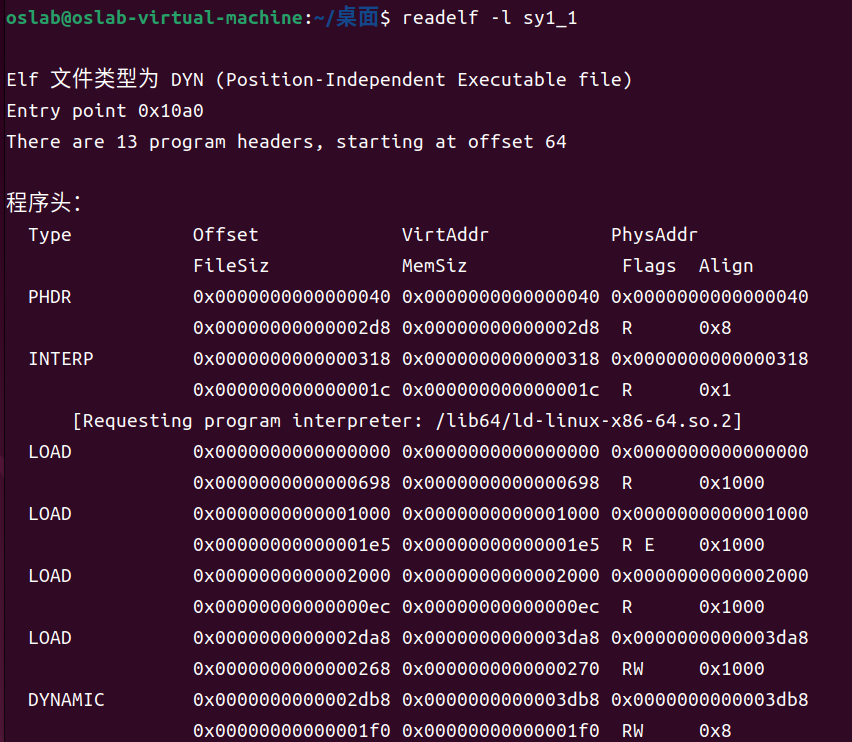 oslab@oslab-virtual-machine:~/桌面$ readelf -l sy1_1
Elf 文件类型为 DYN (Position-Independent Executable file)
Entry point 0x10a0
There are 13 program headers, starting at offset 64
程序头：
  Type           Offset             VirtAddr           PhysAddr
                 FileSiz            MemSiz              Flags  Align
  PHDR           0x0000000000000040 0x0000000000000040 0x0000000000000040
                 0x00000000000002d8 0x00000000000002d8  R      0x8
  INTERP         0x0000000000000318 0x0000000000000318 0x0000000000000318
                 0x000000000000001c 0x000000000000001c  R      0x1
      [Requesting program interpreter: /lib64/ld-linux-x86-64.so.2]
  LOAD           0x0000000000000000 0x0000000000000000 0x0000000000000000
                 0x0000000000000698 0x0000000000000698  R      0x1000
  LOAD           0x0000000000001000 0x0000000000001000 0x0000000000001000
                 0x00000000000001e5 0x00000000000001e5  R E    0x1000
  LOAD           0x0000000000002000 0x0000000000002000 0x0000000000002000
                 0x00000000000000ec 0x00000000000000ec  R      0x1000
  LOAD           0x0000000000002da8 0x0000000000003da8 0x0000000000003da8
                 0x0000000000000268 0x0000000000000270  RW     0x1000
  DYNAMIC        0x0000000000002db8 0x0000000000003db8 0x0000000000003db8
                 0x00000000000001f0 0x00000000000001f0  RW     0x8